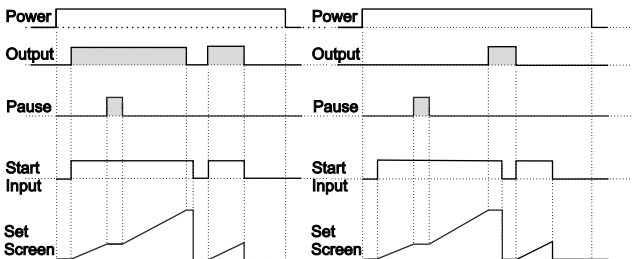 Power
Output
Pause
Start
Input
Set
Screen
Power
Output
Pause
Start
Input
Set
Screen